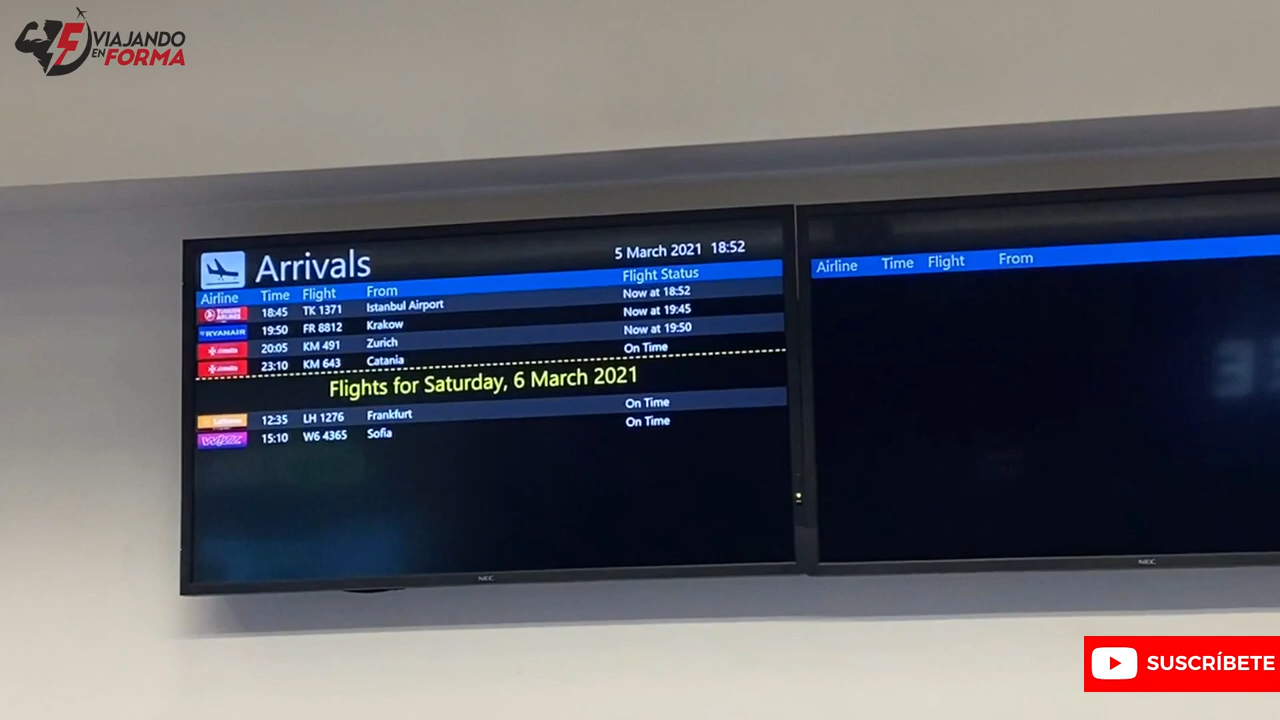 VIAJANDO
EN FORMA
Arrivals
5 March 2021 18:52
Airline Time Flight From Flight Status
TURKISH AIRLINES 18:45 TK 1371 Istanbul Airport Now at 18:52
RYANAIR 19:50 FR 8812 Krakow Now at 19:45
20:05 KM 491 Zurich Now at 19:50
23:10 KM 643 Catania On Time
Flights for Saturday, 6 March 2021
12:35 LH 1276 Frankfurt On Time
15:10 W6 4365 Sofia On Time
NEC
Airline Time Flight From
NEC
SUSCRÍBETE